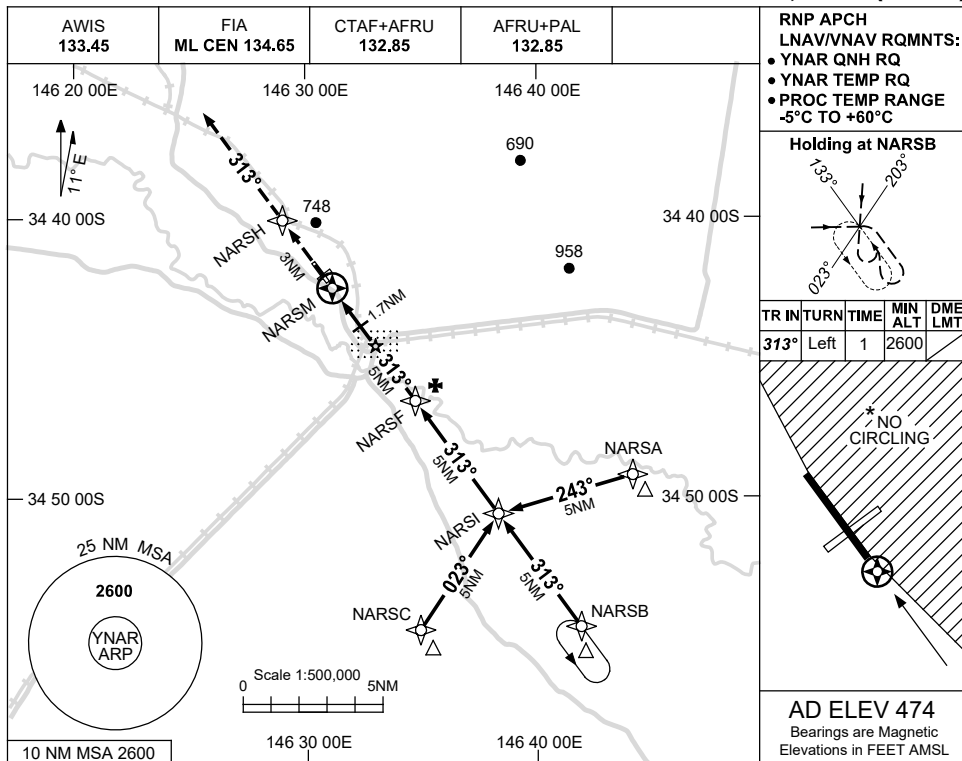 AWIS
133.45
FIA
ML CEN 134.65
CTAF+AFRU
132.85
AFRU+PAL
132.85
RNP APCH
LNAV/VNAV RQMNTS:
• YNAR QNH RQ
• YNAR TEMP RQ
• PROC TEMP RANGE
-5°C TO +60°C
146 20 00E
146 30 00E
146 40 00E
11° E
313°
690
748
34 40 00S
34 40 00S
NARSH
958
3NM
NARSM
1.7NM
313°
5NM
NARSF
313°
5NM
NARSA
34 50 00S
243°
5NM
34 50 00S
NARSI
023°
5NM
313°
5NM
NARSC
NARSB
25 NM MSA
2600
YNAR
ARP
Scale 1:500,000
0
5NM
10 NM MSA 2600
146 30 00E
146 40 00E
Holding at NARSB
133°
203°
023°
TR IN
TURN
TIME
MIN
ALT
DME
LMT
313°
Left
1
2600
* NO
CIRCLING
AD ELEV 474
Bearings are Magnetic
Elevations in FEET AMSL